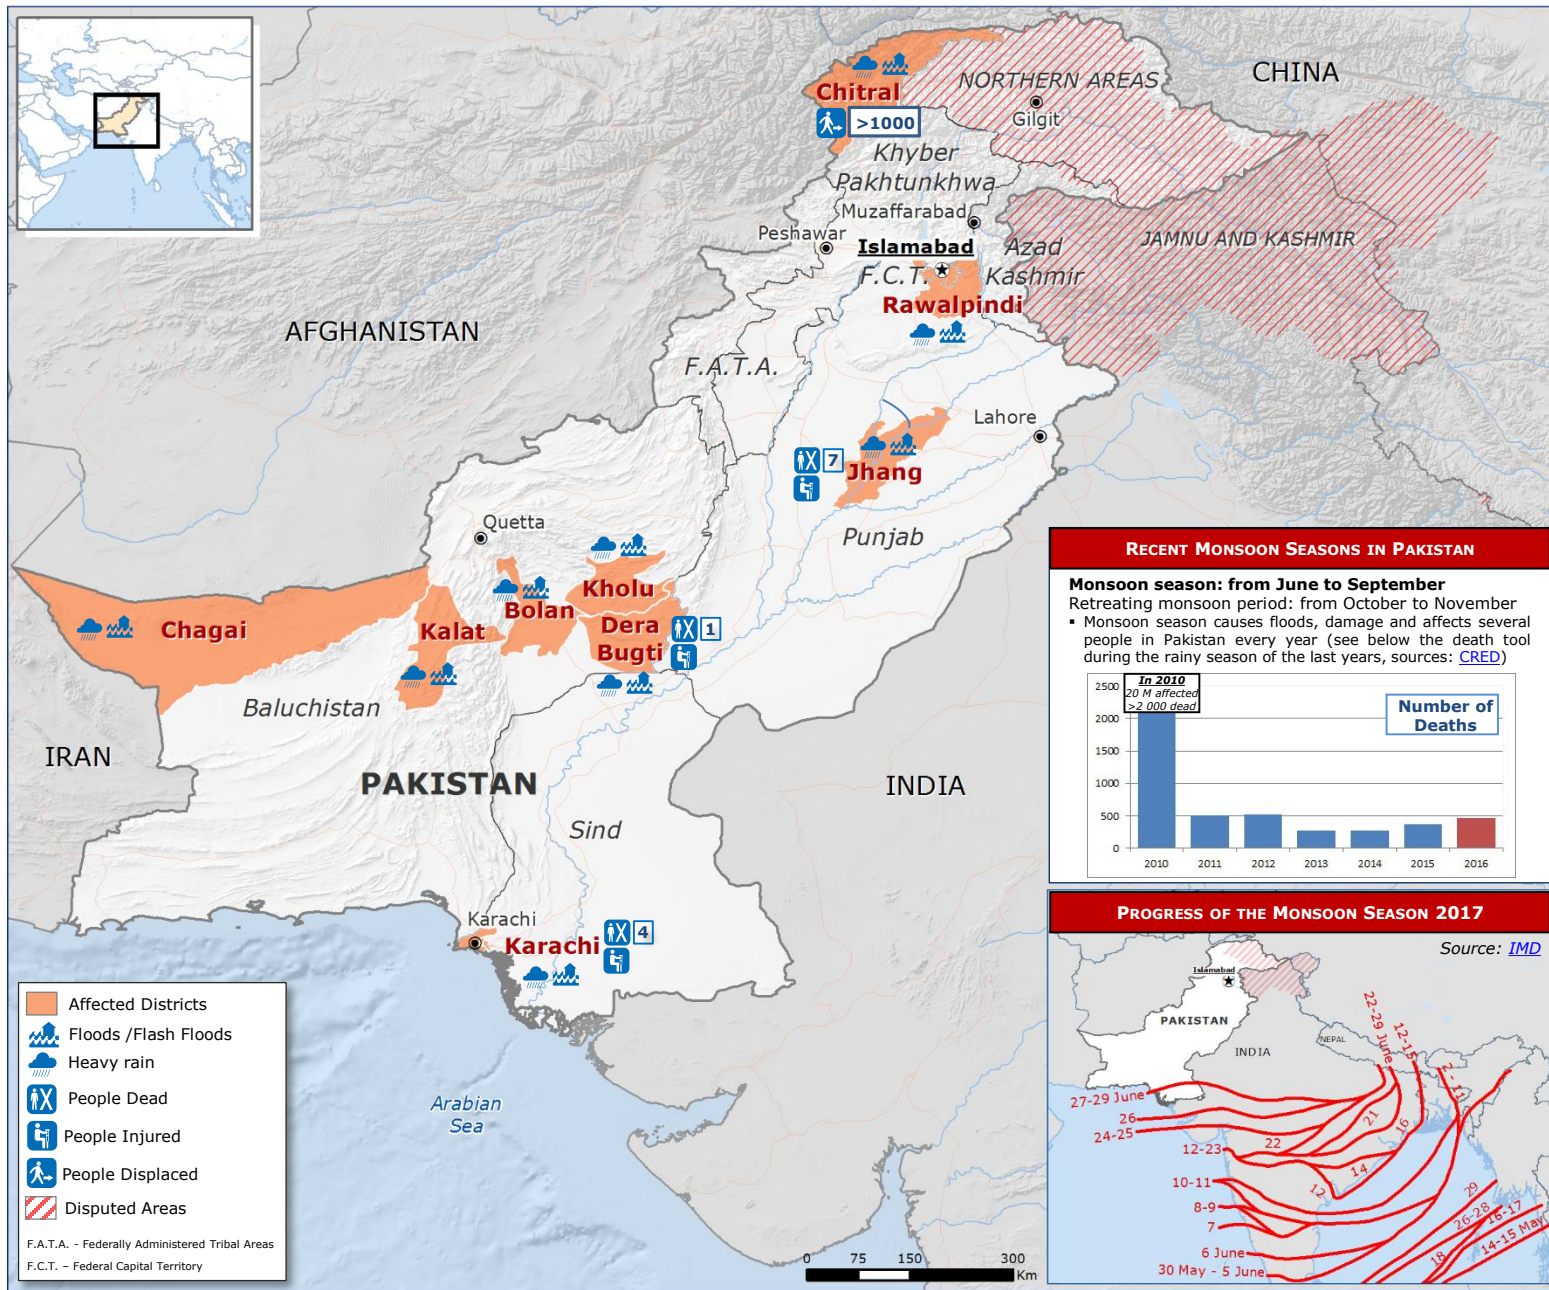 CHINA
NORTHERN AREAS
Gilgit
Chitral
>1000
Khyber
Pakhtunkhwa
Muzaffarabad
Peshawar
Islamabad
F.C.T.
Azad
Kashmir
JAMNU AND KASHMIR
Rawalpindi
AFGHANISTAN
F.A.T.A.
Lahore
7
Jhang
Punjab
Quetta
Kholu
Bolan
Dera
Bugti
1
Chagai
Kalat
Baluchistan
IRAN
PAKISTAN
INDIA
Sind
Karachi
Karachi
4
Arabian
Sea
Affected Districts
Floods /Flash Floods
Heavy rain
People Dead
People Injured
People Displaced
Disputed Areas
F.A.T.A. - Federally Administered Tribal Areas
F.C.T. – Federal Capital Territory
0 75 150 300
Km
RECENT MONSOON SEASONS IN PAKISTAN
Monsoon season: from June to September
Retreating monsoon period: from October to November
▪ Monsoon season causes floods, damage and affects several
people in Pakistan every year (see below the death tool
during the rainy season of the last years, sources: CRED)
In 2010
20 M affected
>2 000 dead
Number of
Deaths
2500
2000
1500
1000
500
0
2010 2011 2012 2013 2014 2015 2016
PROGRESS OF THE MONSOON SEASON 2017
Source: IMD
Islamabad
PAKISTAN
INDIA
NEPAL
22-29 June
12-15
2 - 11
27-29 June
26
24-25
12-23
22
21
16
14
12
10-11
8-9
7
6 June
30 May - 5 June
29
26-28
16-17
14-15 May
18